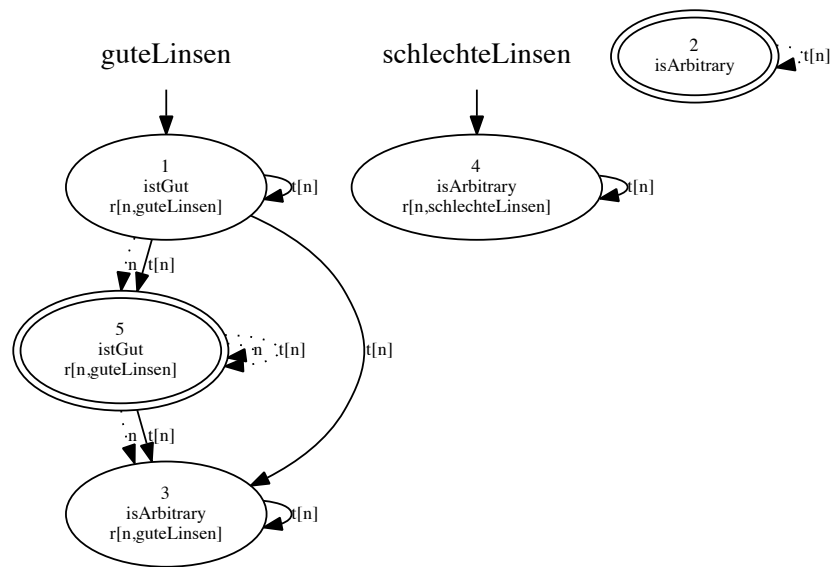 guteLinsen
schlechteLinsen
2
isArbitrary
t[n]
1
istGut
r[n,guteLinsen]
t[n]
4
isArbitrary
r[n,schlechteLinsen]
t[n]
n
t[n]
5
istGut
r[n,guteLinsen]
n
t[n]
t[n]
n
t[n]
3
isArbitrary
r[n,guteLinsen]
t[n]